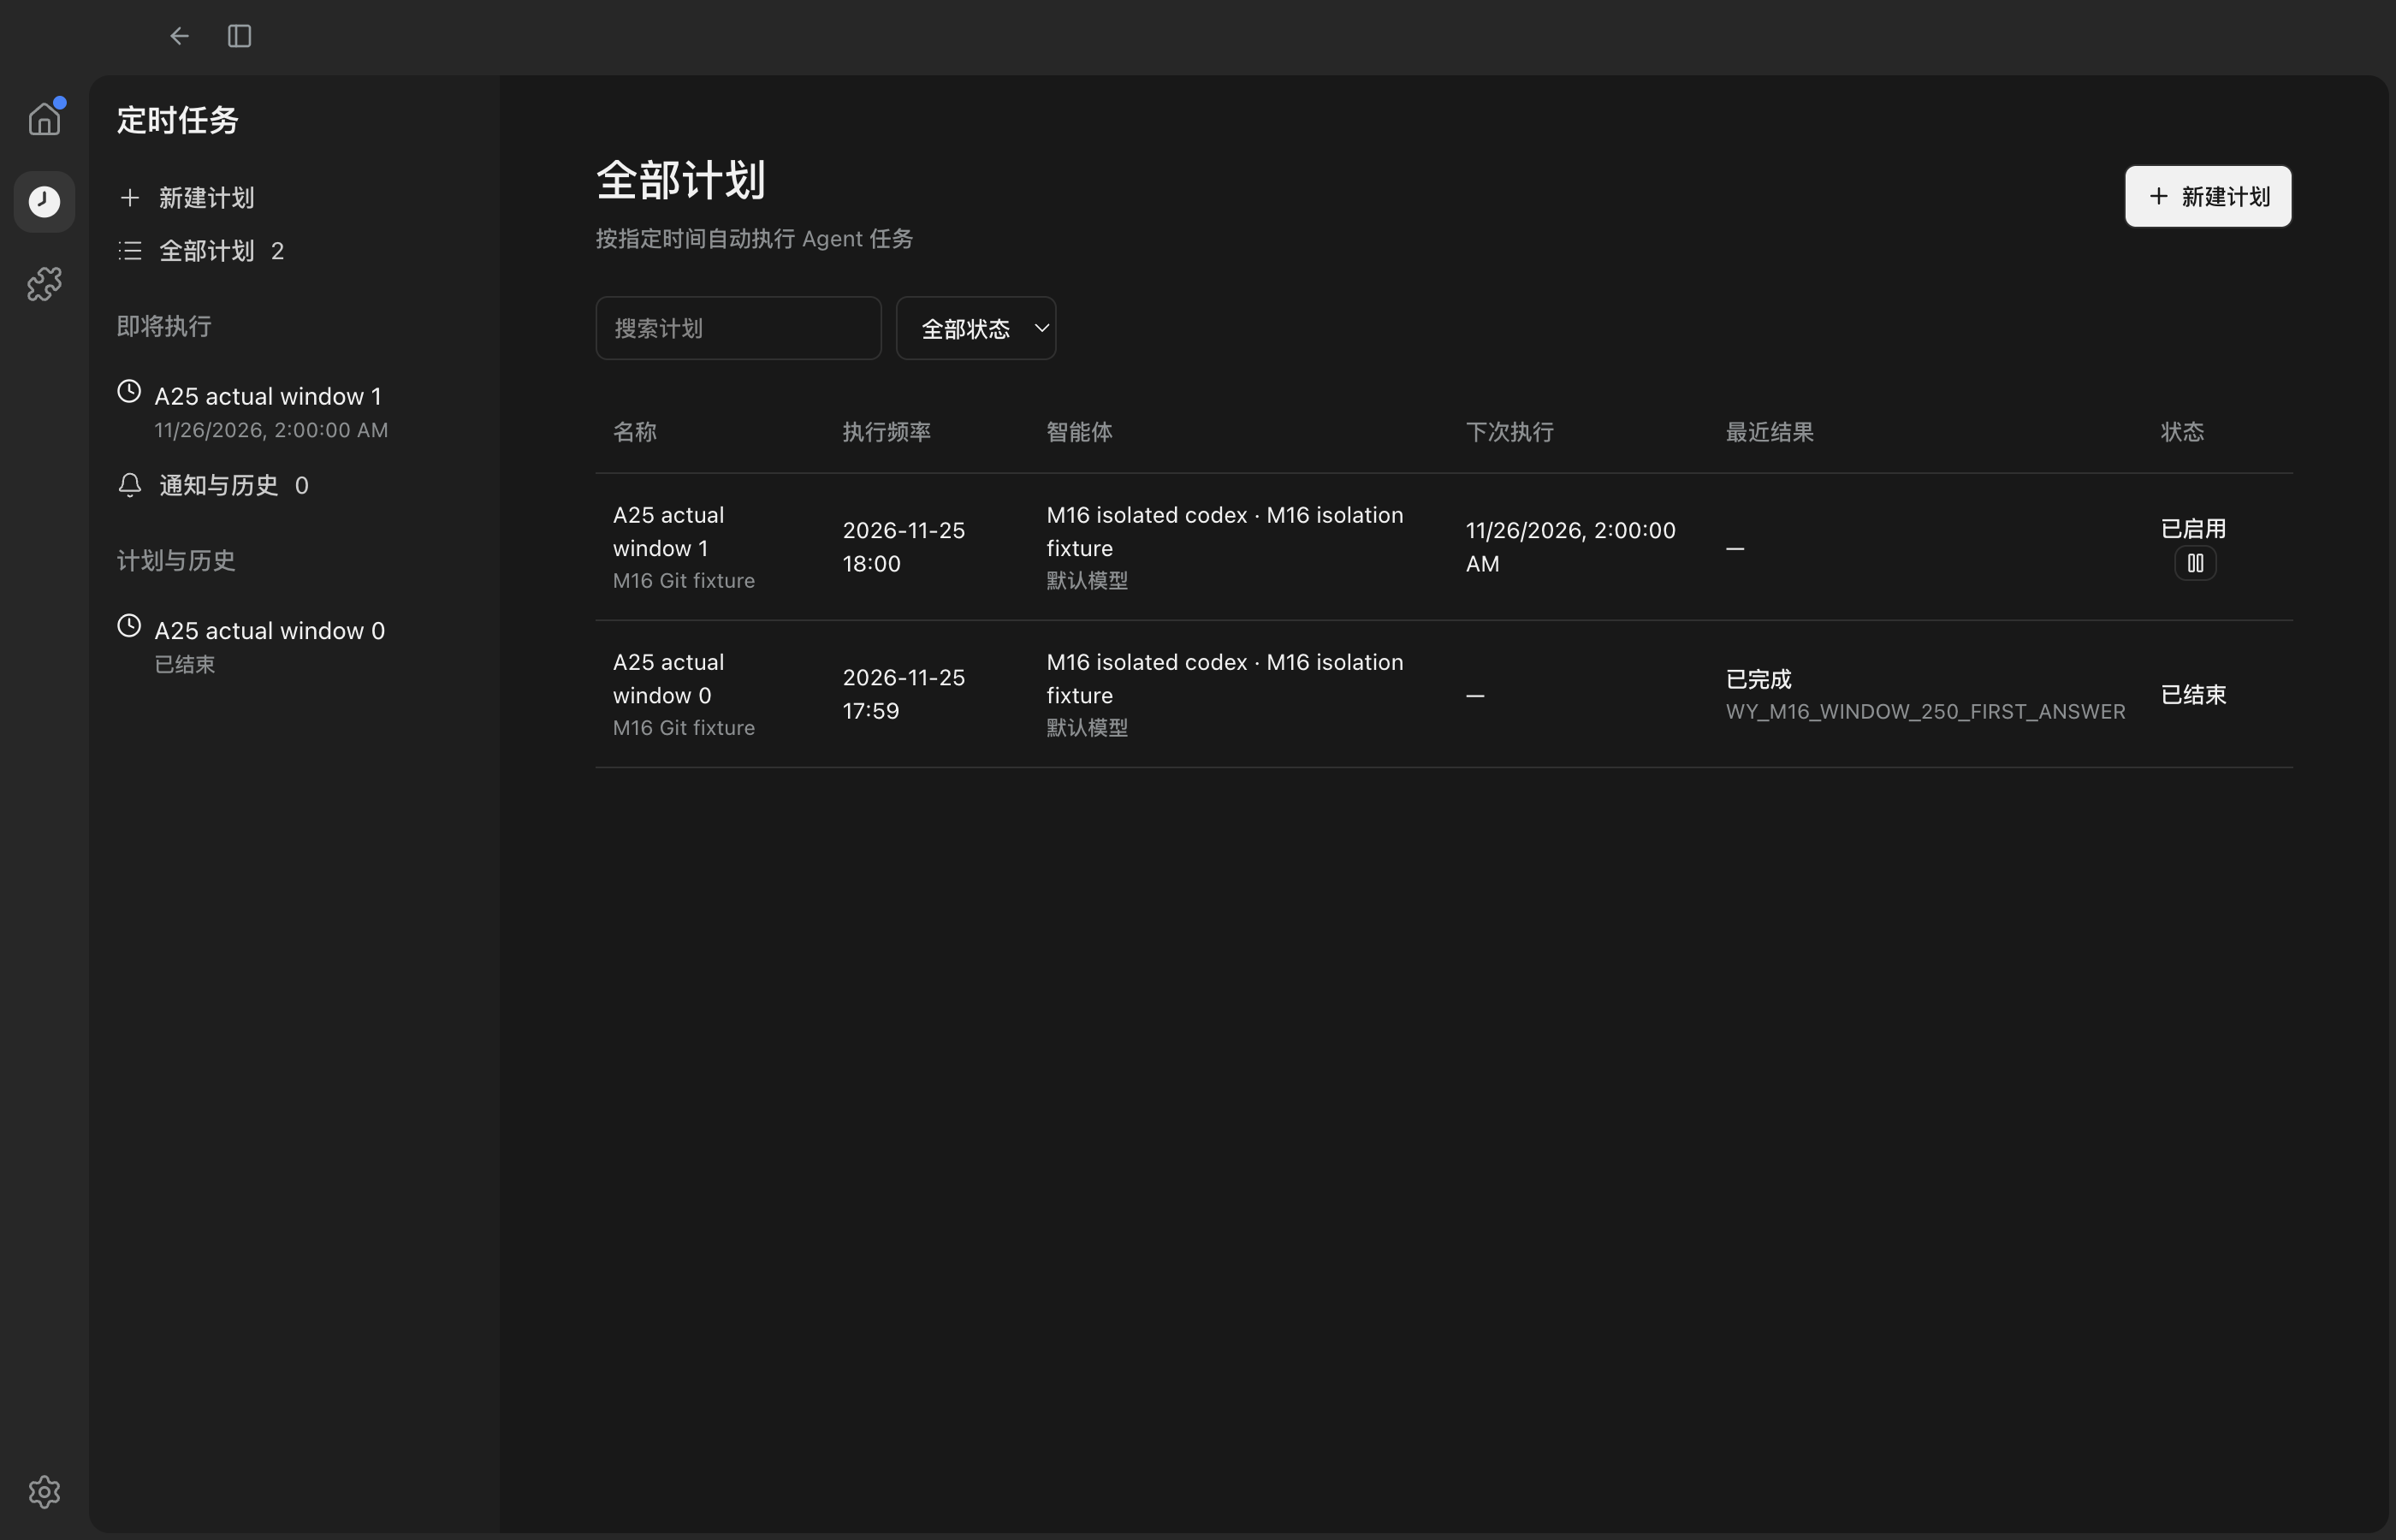 定时任务
新建计划
全部计划 2
即将执行
A25 actual window 1
11/26/2026, 2:00:00 AM
通知与历史 0
计划与历史
A25 actual window 0
已结束
全部计划
按指定时间自动执行 Agent 任务
新建计划
搜索计划
全部状态
名称 执行频率 智能体 下次执行 最近结果 状态
A25 actual
window 1
M16 Git fixture
2026-11-25
18:00
M16 isolated codex · M16 isolation
fixture
默认模型
11/26/2026, 2:00:00
AM
—
已启用
A25 actual
window 0
M16 Git fixture
2026-11-25
17:59
M16 isolated codex · M16 isolation
fixture
默认模型
—
已完成
WY_M16_WINDOW_250_FIRST_ANSWER
已结束